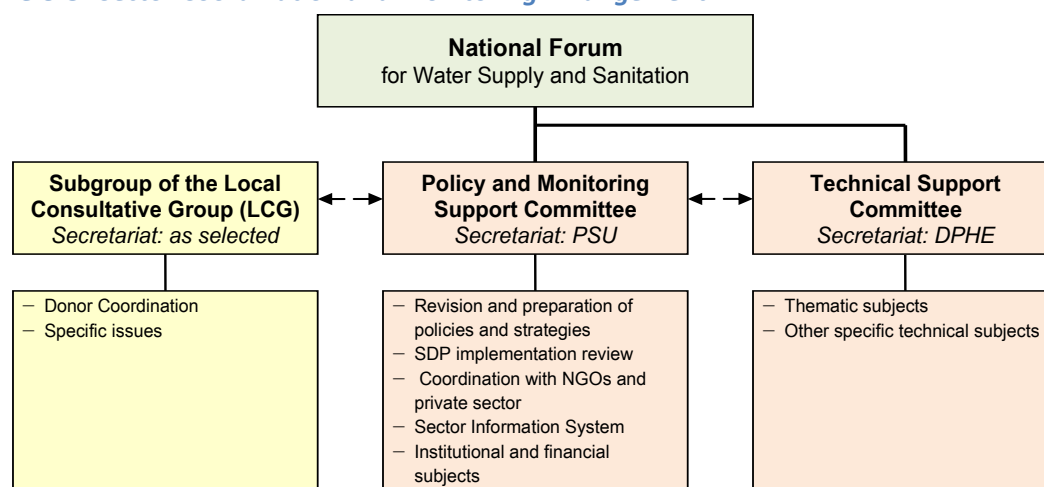 National Forum
for Water Supply and Sanitation
Subgroup of the Local
Consultative Group (LCG)
Secretariat: as selected
Policy and Monitoring
Support Committee
Secretariat: PSU
Technical Support
Committee
Secretariat: DPHE
– Donor Coordination
– Specific issues
– Revision and preparation of
policies and strategies
– SDP implementation review
– Coordination with NGOs and
private sector
– Sector Information System
– Institutional and financial
subjects
– Thematic subjects
– Other specific technical subjects